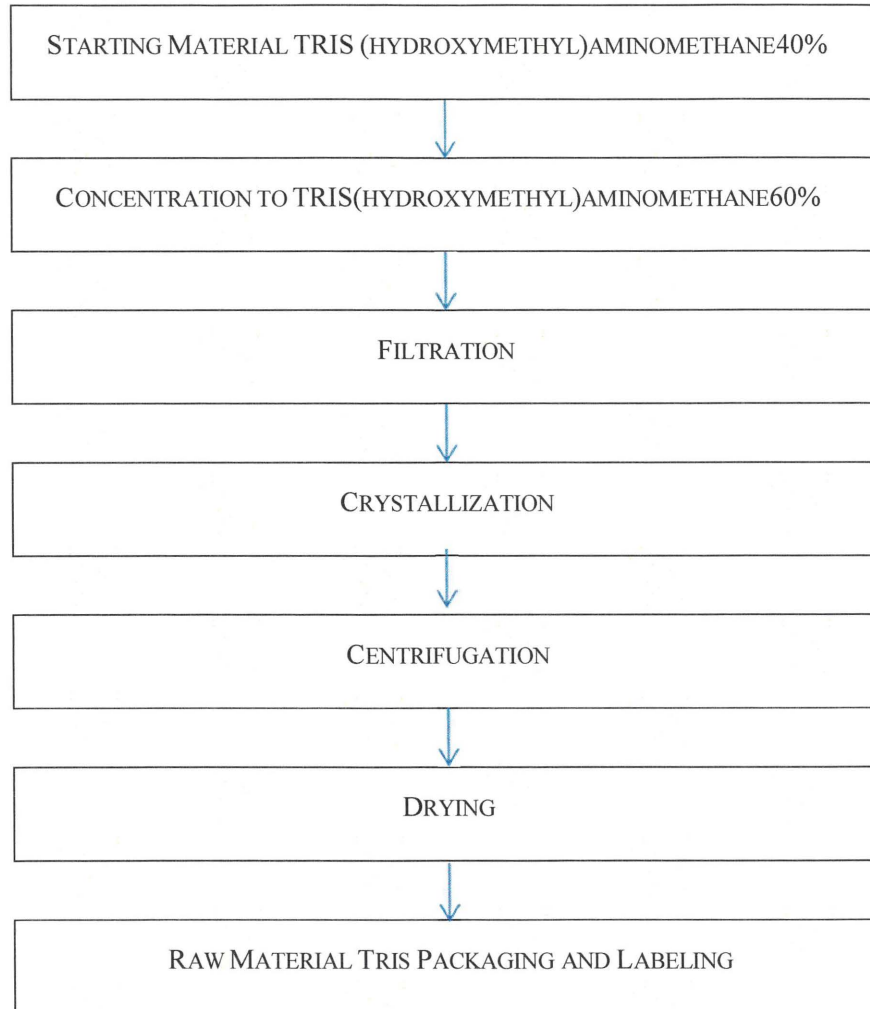 STARTING MATERIAL TRIS (HYDROXYMETHYL)AMINOMETHANE40%
CONCENTRATION TO TRIS(HYDROXYMETHYL)AMINOMETHANE60%
FILTRATION
CRYSTALLIZATION
CENTRIFUGATION
DRYING
RAW MATERIAL TRIS PACKAGING AND LABELING